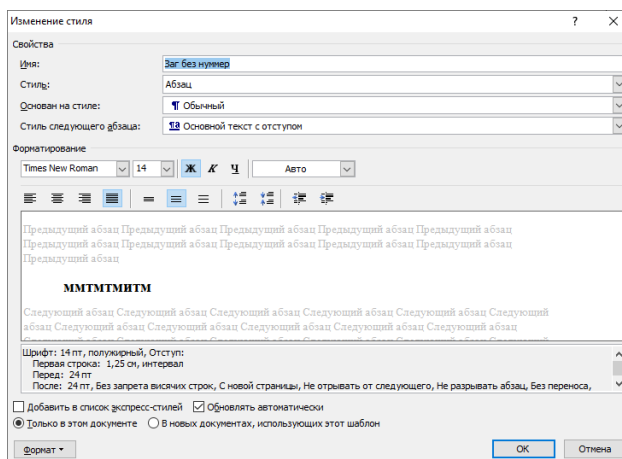 Изменение стиля ? ×
Свойства
Имя: Заг без нуммер
Стиль: Абзац
Основан на стиле: ¶ Обычный
Стиль следующего абзаца: ¶a Основной текст с отступом
Форматирование
Times New Roman 14 Ж К Ч Авто
Предыдущий абзац Предыдущий абзац Предыдущий абзац Предыдущий абзац Предыдущий абзац
Предыдущий абзац Предыдущий абзац Предыдущий абзац Предыдущий абзац Предыдущий абзац
Предыдущий абзац
ммтмтмитм
Следующий абзац Следующий абзац Следующий абзац Следующий абзац Следующий абзац Следующий
абзац Следующий абзац Следующий абзац Следующий абзац Следующий абзац Следующий
Шрифт: 14 пт, полужирный, Отступ:
Первая строка: 1,25 см, интервал
Перед: 24 пт
После: 24 пт, Без запрета висячих строк, С новой страницы, Не отрывать от следующего, Не разрывать абзац, Без переноса,
Добавить в список экспресс-стилей Обновлять автоматически
Только в этом документе В новых документах, использующих этот шаблон
Формат OK Отмена